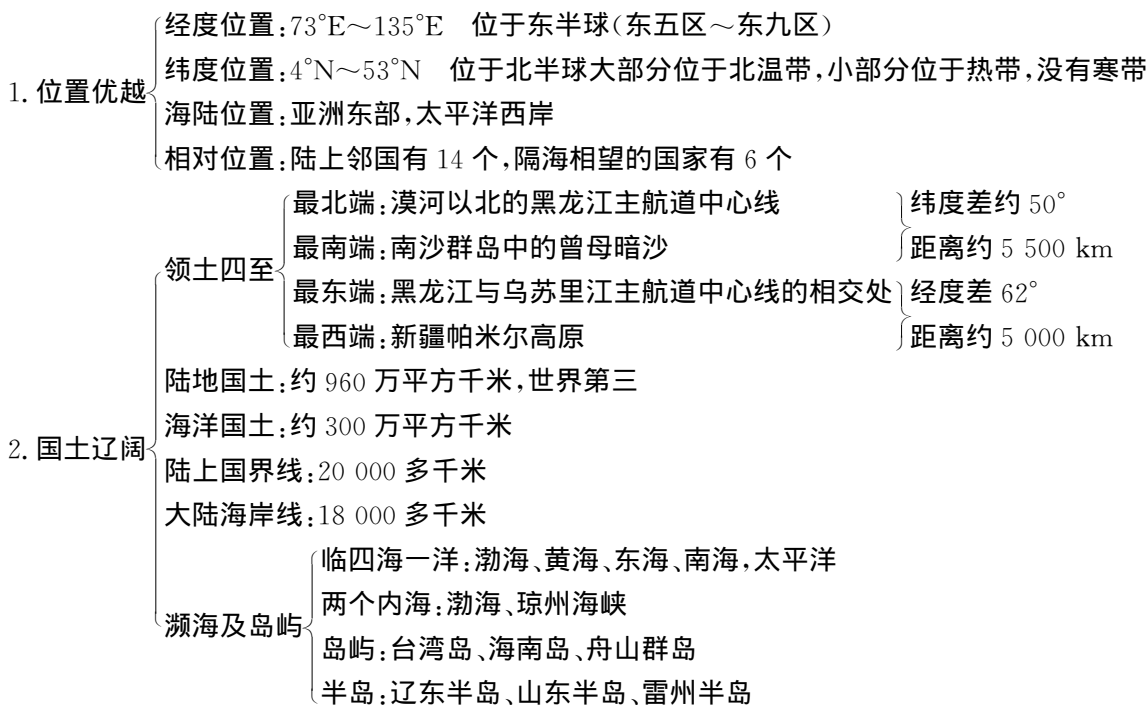 1. 位置优越
经度位置:73°E～135°E 位于东半球(东五区～东九区)
纬度位置:4°N～53°N 位于北半球大部分位于北温带,小部分位于热带,没有寒带
海陆位置:亚洲东部,太平洋西岸
相对位置:陆上邻国有 14 个,隔海相望的国家有 6 个
2. 国土辽阔
领土四至
最北端:漠河以北的黑龙江主航道中心线
最南端:南沙群岛中的曾母暗沙
纬度差约 50°
距离约 5 500 km
最东端:黑龙江与乌苏里江主航道中心线的相交处
最西端:新疆帕米尔高原
经度差 62°
距离约 5 000 km
陆地国土:约 960 万平方千米,世界第三
海洋国土:约 300 万平方千米
陆上国界线:20 000 多千米
大陆海岸线:18 000 多千米
濒海及岛屿
临四海一洋:渤海、黄海、东海、南海,太平洋
两个内海:渤海、琼州海峡
岛屿:台湾岛、海南岛、舟山群岛
半岛:辽东半岛、山东半岛、雷州半岛